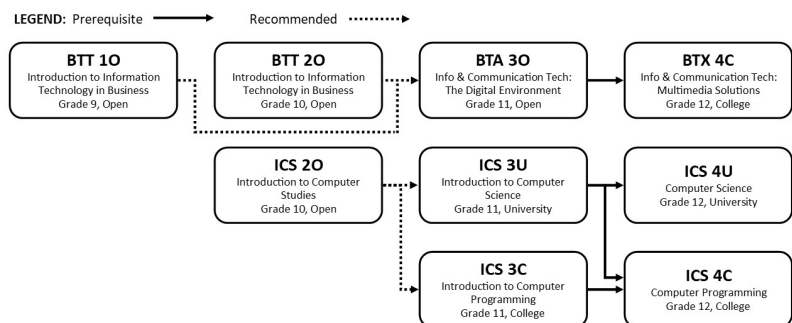 LEGEND: Prerequisite
Recommended
BTT 1O
Introduction to Information
Technology in Business
Grade 9, Open
BTT 2O
Introduction to Information
Technology in Business
Grade 10, Open
BTA 3O
Info & Communication Tech:
The Digital Environment
Grade 11, Open
BTX 4C
Info & Communication Tech:
Multimedia Solutions
Grade 12, College
ICS 2O
Introduction to Computer
Studies
Grade 10, Open
ICS 3U
Introduction to Computer
Science
Grade 11, University
ICS 4U
Computer Science
Grade 12, University
ICS 3C
Introduction to Computer
Programming
Grade 11, College
ICS 4C
Computer Programming
Grade 12, College